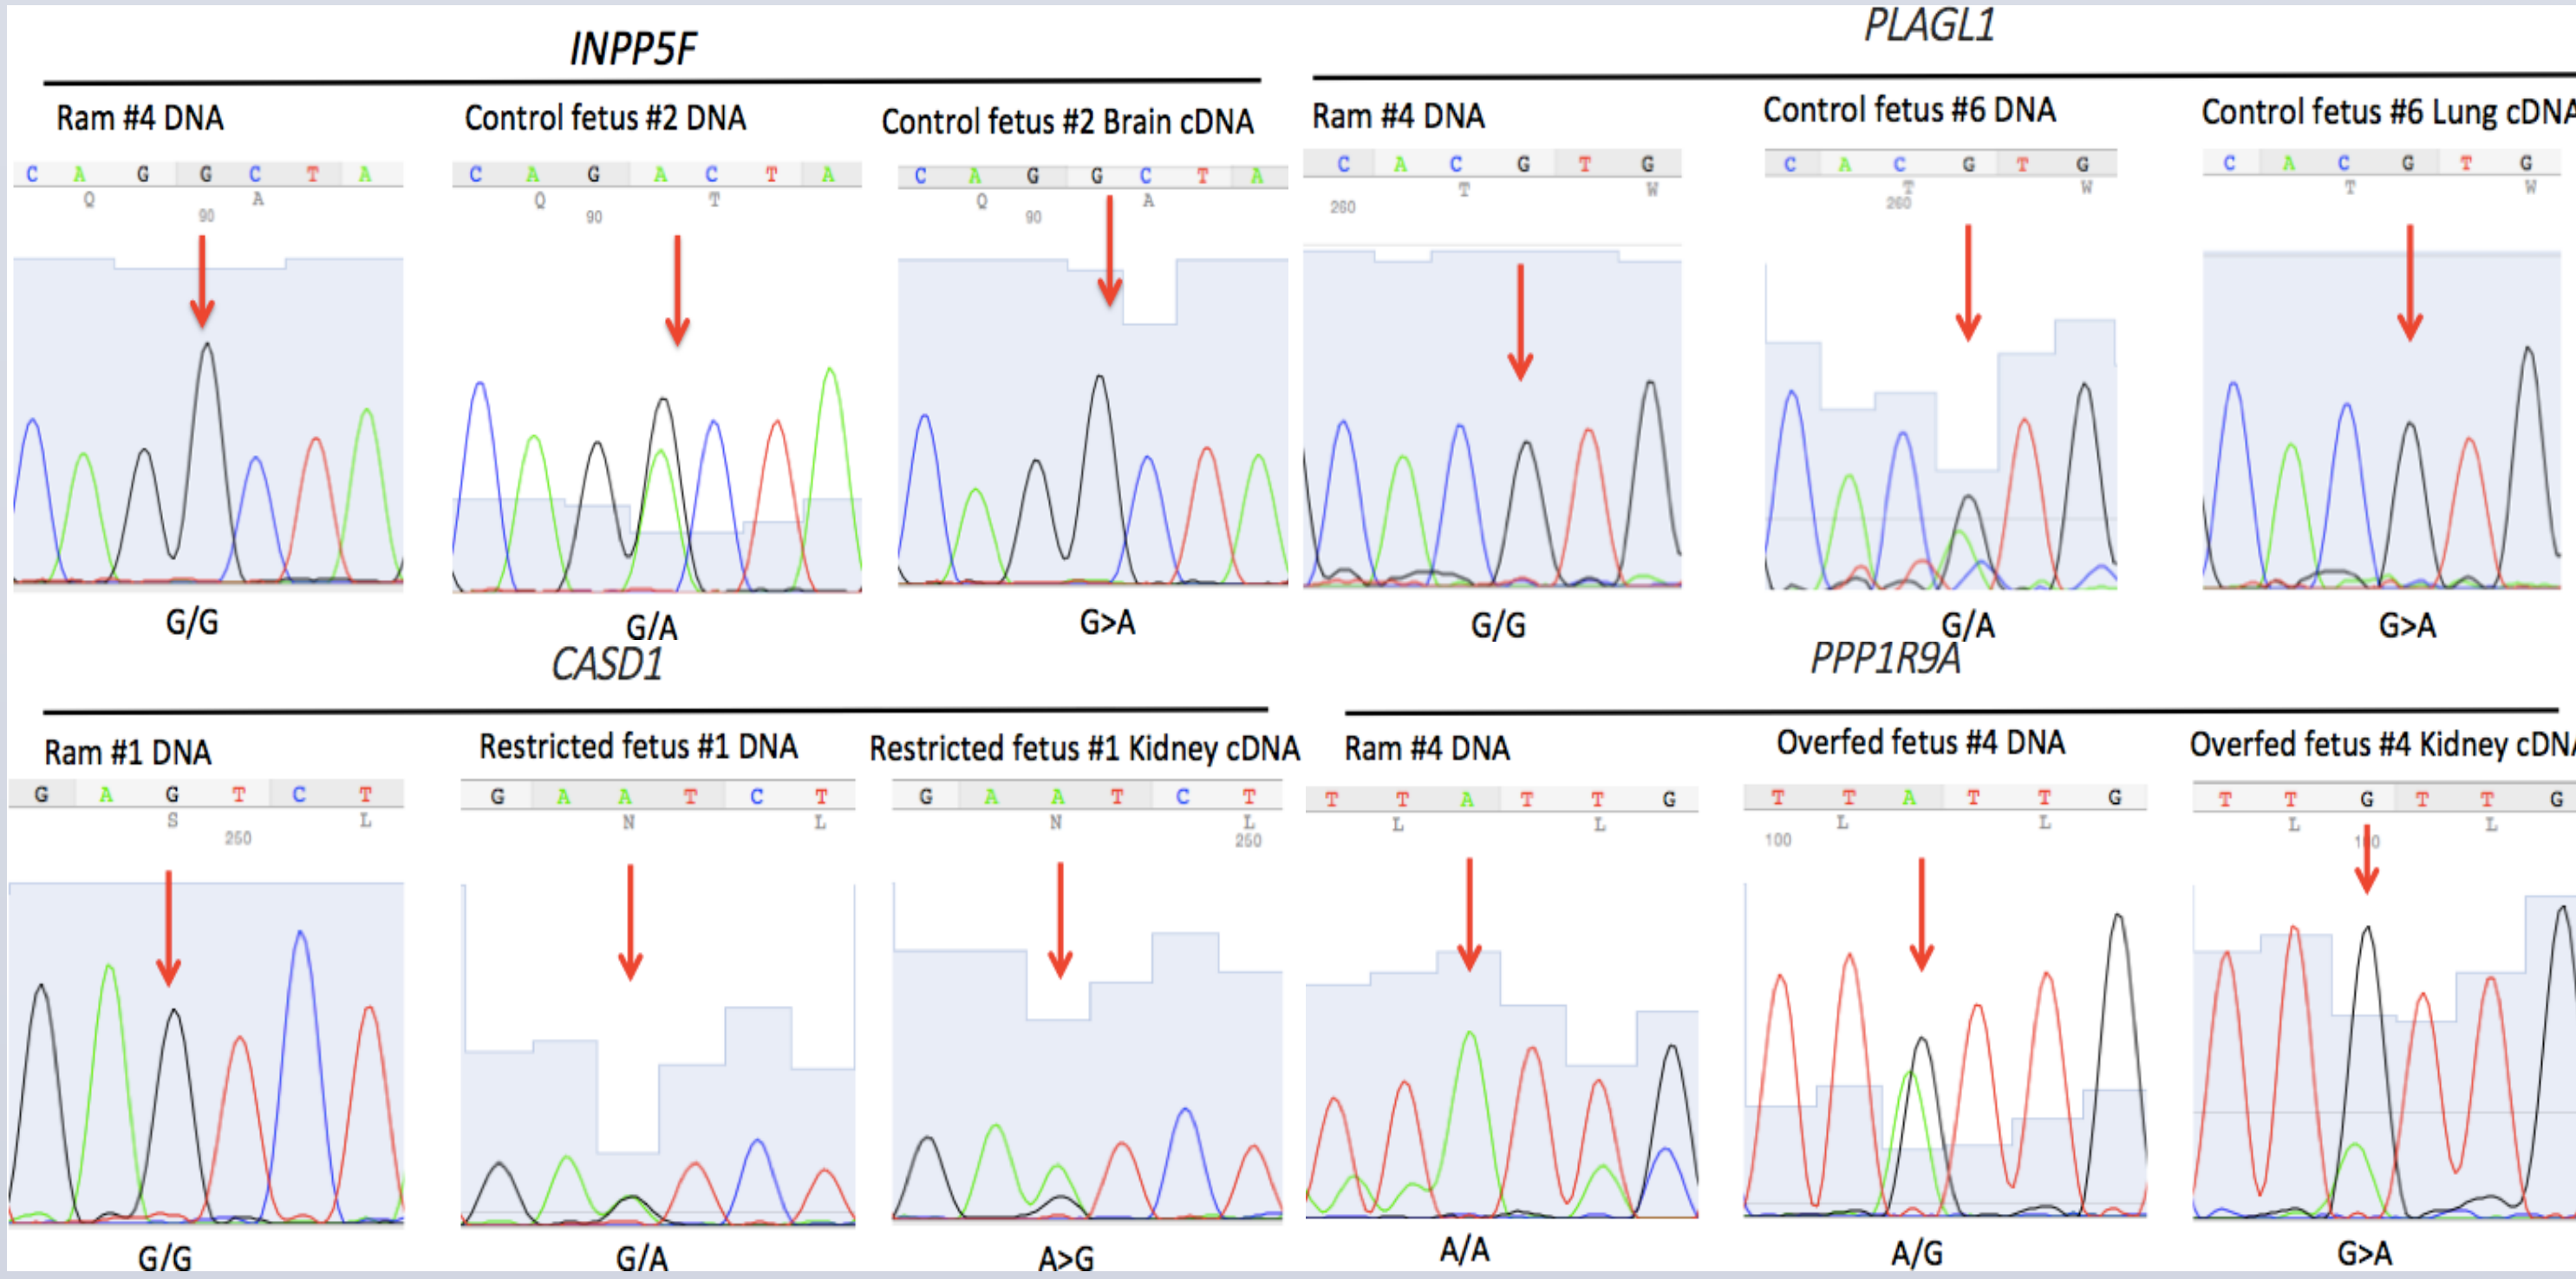 INPP5F
PLAGL1
Ram #4 DNA
Control fetus #2 DNA
Control fetus #2 Brain cDNA
Ram #4 DNA
Control fetus #6 DNA
Control fetus #6 Lung cDNA
C A G G C T A
Q A
90
C A G A C T A
Q T
90
C A G G C T A
Q A
90
C A C G T G
T W
260
C A C G T G
T W
260
C A C G T G
T W
G/G
G/A
G>A
G/G
G/A
G>A
CASD1
PPP1R9A
Ram #1 DNA
Restricted fetus #1 DNA
Restricted fetus #1 Kidney cDNA
Ram #4 DNA
Overfed fetus #4 DNA
Overfed fetus #4 Kidney cDNA
G A G T C T
S L
250
G A A T C T
N L
G A A T C T
N L
250
T T A T T G
L L
T T A T T G
L L
100
T T G T T G
L L
100
G/G
G/A
A>G
A/A
A/G
G>A